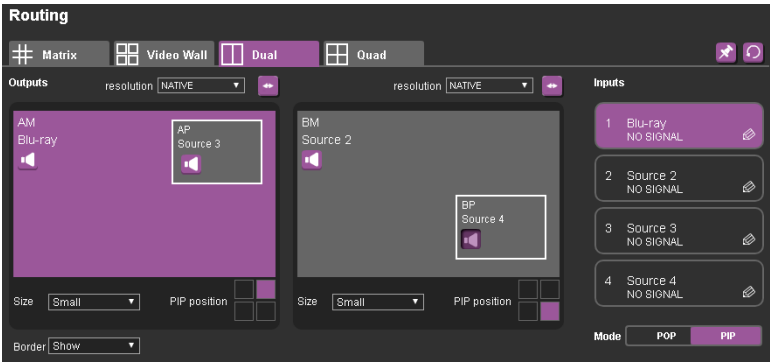 Routing
Matrix Video Wall Dual Quad
Outputs resolution NATIVE resolution NATIVE Inputs
AM
Blu-ray
AP
Source 3
BM
Source 2
BP
Source 4
1 Blu-ray
NO SIGNAL
2 Source 2
NO SIGNAL
3 Source 3
NO SIGNAL
4 Source 4
NO SIGNAL
Size Small PIP position Size Small PIP position
Mode POP PIP
Border Show